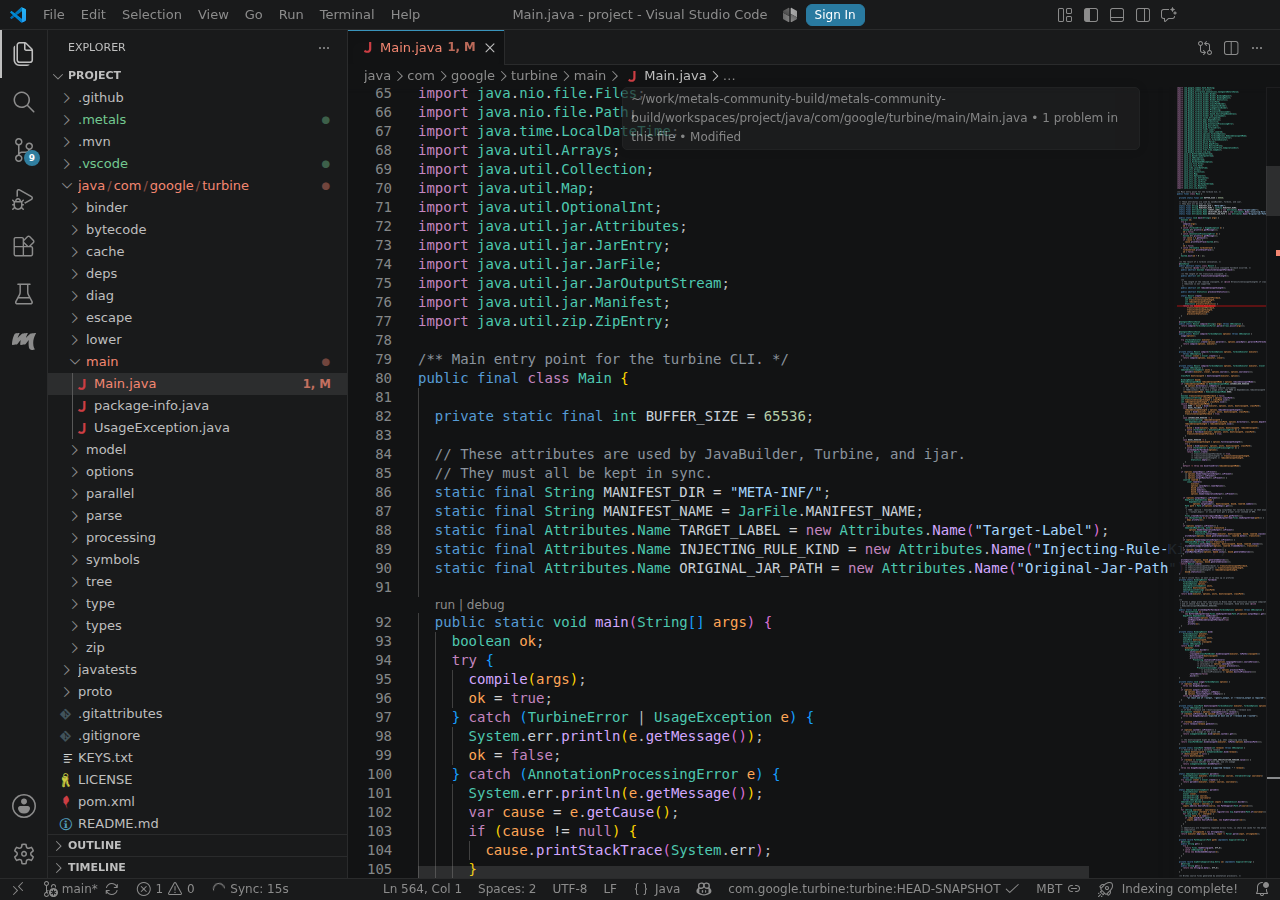 File Edit Selection View Go Run Terminal Help
Main.java - project - Visual Studio Code
Sign In
EXPLORER
PROJECT
.github
.metals
.mvn
.vscode
java/com/google/turbine
binder
bytecode
cache
deps
diag
escape
lower
main
Main.java 1, M
package-info.java
UsageException.java
model
options
parallel
parse
processing
symbols
tree
type
types
zip
javatests
proto
.gitattributes
.gitignore
KEYS.txt
LICENSE
pom.xml
README.md
OUTLINE
TIMELINE
9
Main.java 1, M
java > com > google > turbine > main > Main.java > ...
~/work/metals-community-build/metals-community-
build/workspaces/project/java/com/google/turbine/main/Main.java • 1 problem in
this file • Modified
65 import java.nio.file.Files;
66 import java.nio.file.Path;
67 import java.time.LocalDateTime;
68 import java.util.Arrays;
69 import java.util.Collection;
70 import java.util.Map;
71 import java.util.OptionalInt;
72 import java.util.jar.Attributes;
73 import java.util.jar.JarEntry;
74 import java.util.jar.JarFile;
75 import java.util.jar.JarOutputStream;
76 import java.util.jar.Manifest;
77 import java.util.zip.ZipEntry;
78
79 /** Main entry point for the turbine CLI. */
80 public final class Main {
81
82 private static final int BUFFER_SIZE = 65536;
83
84 // These attributes are used by JavaBuilder, Turbine, and ijar.
85 // They must all be kept in sync.
86 static final String MANIFEST_DIR = "META-INF/";
87 static final String MANIFEST_NAME = JarFile.MANIFEST_NAME;
88 static final Attributes.Name TARGET_LABEL = new Attributes.Name("Target-Label");
89 static final Attributes.Name INJECTING_RULE_KIND = new Attributes.Name("Injecting-Rule-K
90 static final Attributes.Name ORIGINAL_JAR_PATH = new Attributes.Name("Original-Jar-Path"
91
run | debug
92 public static void main(String[] args) {
93 boolean ok;
94 try {
95 compile(args);
96 ok = true;
97 } catch (TurbineError | UsageException e) {
98 System.err.println(e.getMessage());
99 ok = false;
100 } catch (AnnotationProcessingError e) {
101 System.err.println(e.getMessage());
102 var cause = e.getCause();
103 if (cause != null) {
104 cause.printStackTrace(System.err);
105 }
main* 1 0 Sync: 15s Ln 564, Col 1 Spaces: 2 UTF-8 LF { } Java com.google.turbine:turbine:HEAD-SNAPSHOT MBT Indexing complete!